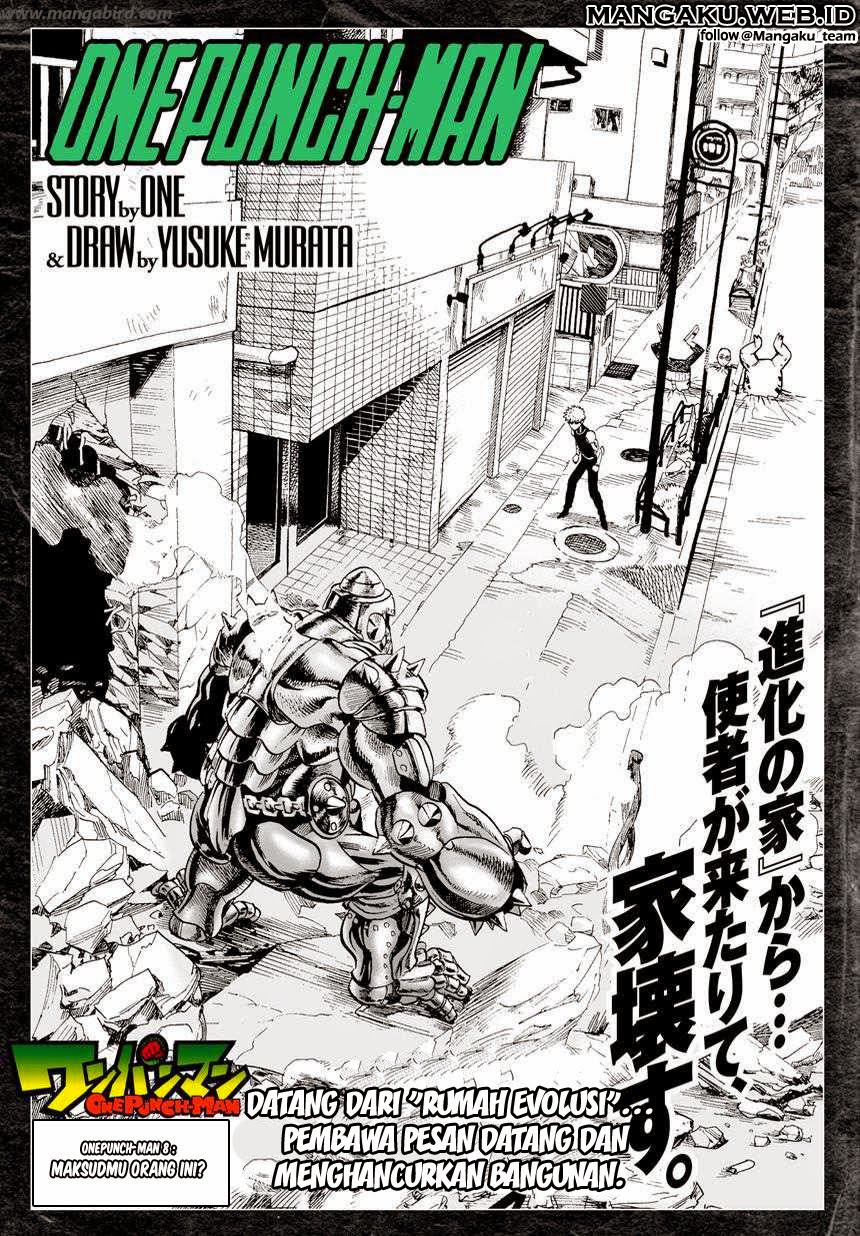 www.mangabird.com
MANGAKU.WEB.ID
follow @Mangaku_team
ONEPUNCH-MAN
STORY by ONE
& DRAW by YUSUKE MURATA
『進化の家』から…
使者が来たりて、
家壊す。
ワンパンマン
ONEPUNCH-MAN
ONEPUNCH-MAN 8 :
MAKSUDMU ORANG INI?
DATANG DARI "RUMAH EVOLUSI"...
PEMBAWA PESAN DATANG DAN
MENGHANCURKAN BANGUNAN.